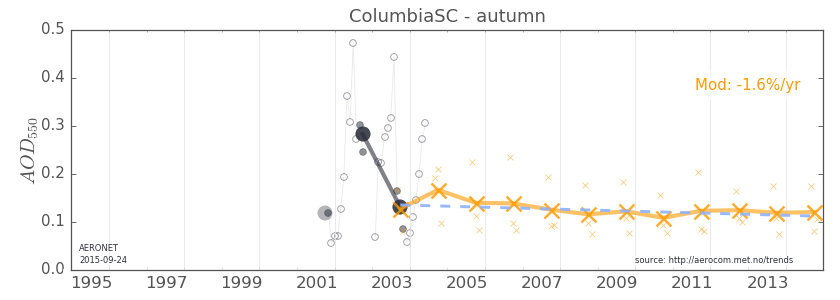 ColumbiaSC - autumn
0.5
0.4
0.3
0.2
0.1
0.0
AOD550
Mod: -1.6%/yr
AERONET
2015-09-24
source: http://aerocom.met.no/trends
1995 1997 1999 2001 2003 2005 2007 2009 2011 2013